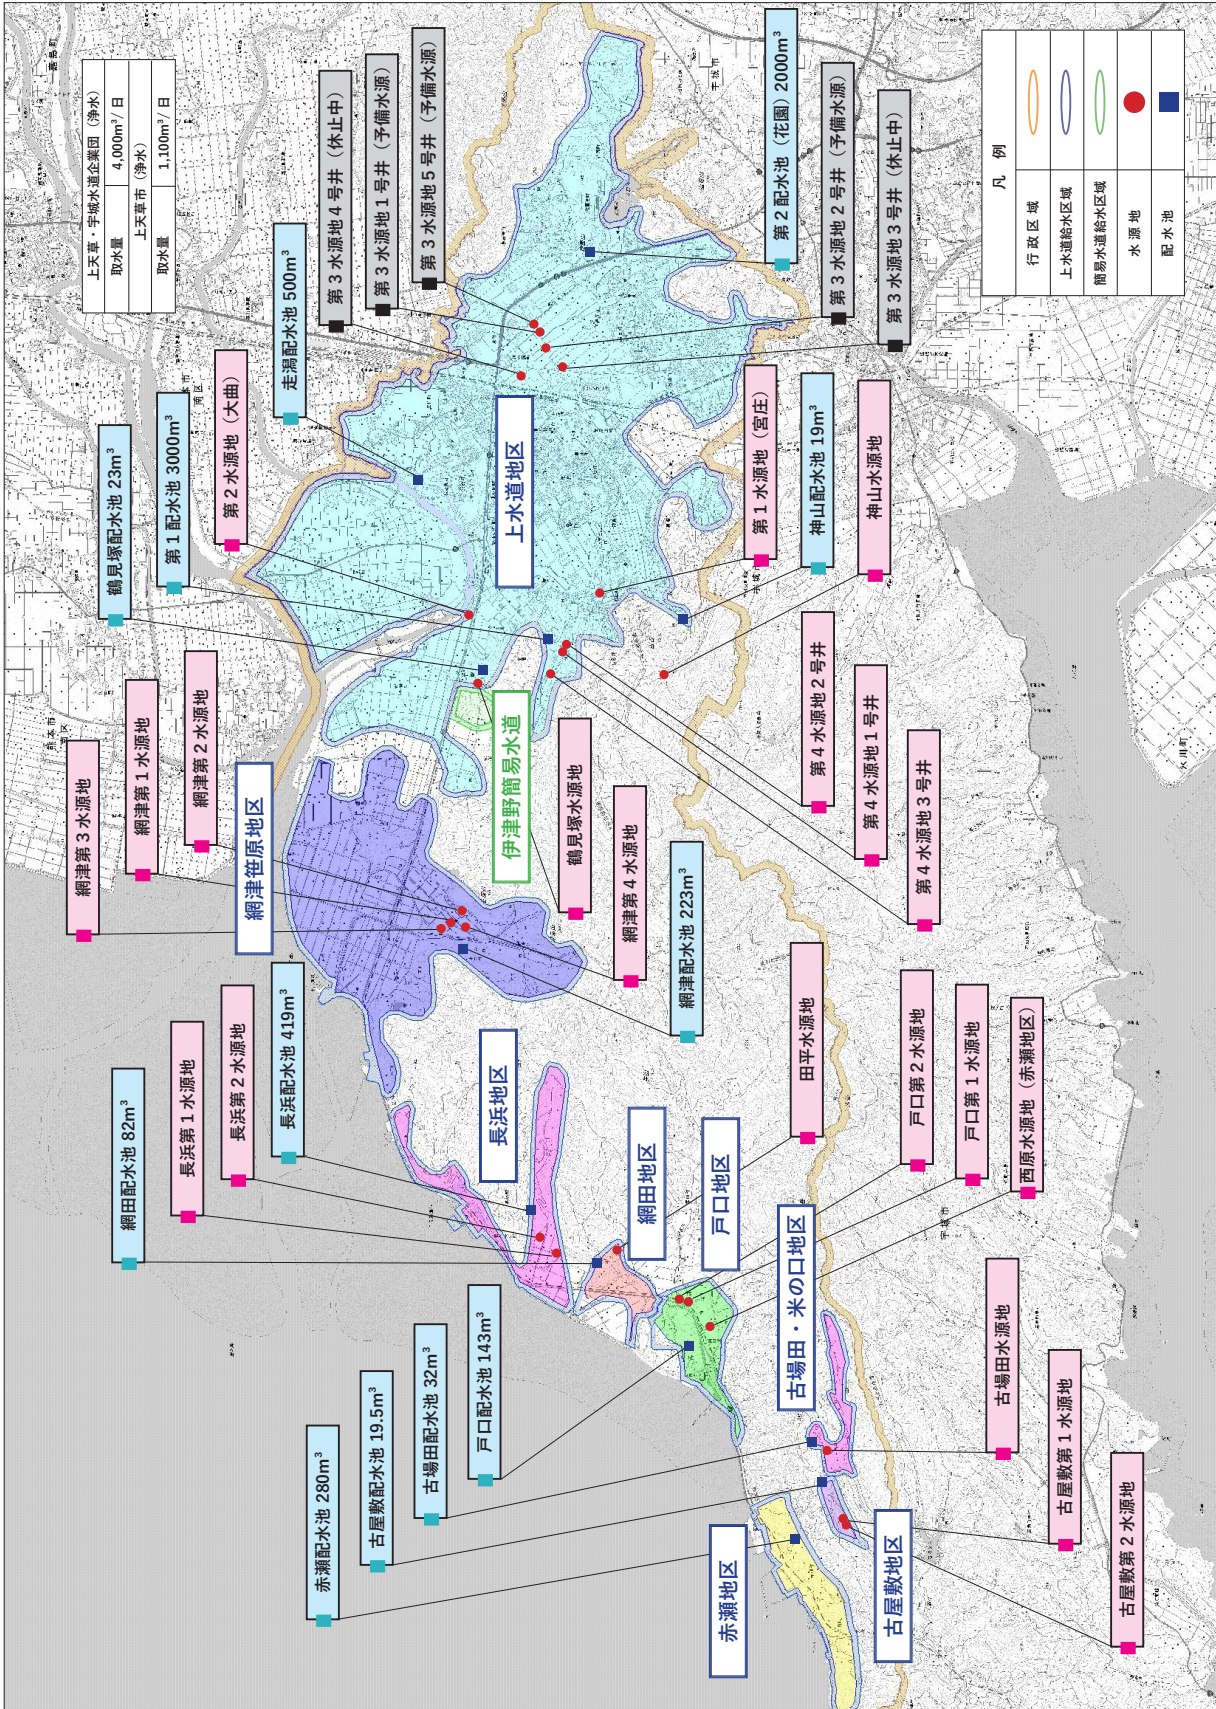 上天草・宇城水道企業団（浄水）
取水量 4,000m³/ 日
上天草市（浄水）
取水量 1,100m³/ 日
凡 例
行 政 区 域
上水道給水区域
簡易水道給水区域
水 源 地
配 水 池
鶴見塚配水池 23m³
第 1 配水池 3000m³
第 2 水源地（大曲）
走潟配水池 500m³
第 3 水源地 4 号井（休止中）
第 3 水源地 1 号井（予備水源）
第 3 水源地 5 号井（予備水源）
第 2 配水池（花園）2000m³
第 3 水源地 2 号井（予備水源）
第 3 水源地 3 号井（休止中）
上水道地区
第 1 水源地（宮庄）
神山配水池 19m³
神山水源地
網津第 3 水源地
網津第 1 水源地
網津第 2 水源地
網津笹原地区
伊津野簡易水道
鶴見塚水源地
網津第 4 水源地
網津配水池 223m³
第 4 水源地 2 号井
第 4 水源地 1 号井
第 4 水源地 3 号井
網田配水池 82m³
長浜第 1 水源地
長浜第 2 水源地
長浜配水池 419m³
長浜地区
網田地区
戸口地区
田平水源地
戸口第 2 水源地
戸口第 1 水源地
西原水源地（赤瀬地区）
赤瀬配水池 280m³
古屋敷配水池 19.5m³
古場田配水池 32m³
戸口配水池 143m³
古場田・米の口地区
赤瀬地区
古屋敷地区
古場田水源地
古屋敷第 1 水源地
古屋敷第 2 水源地